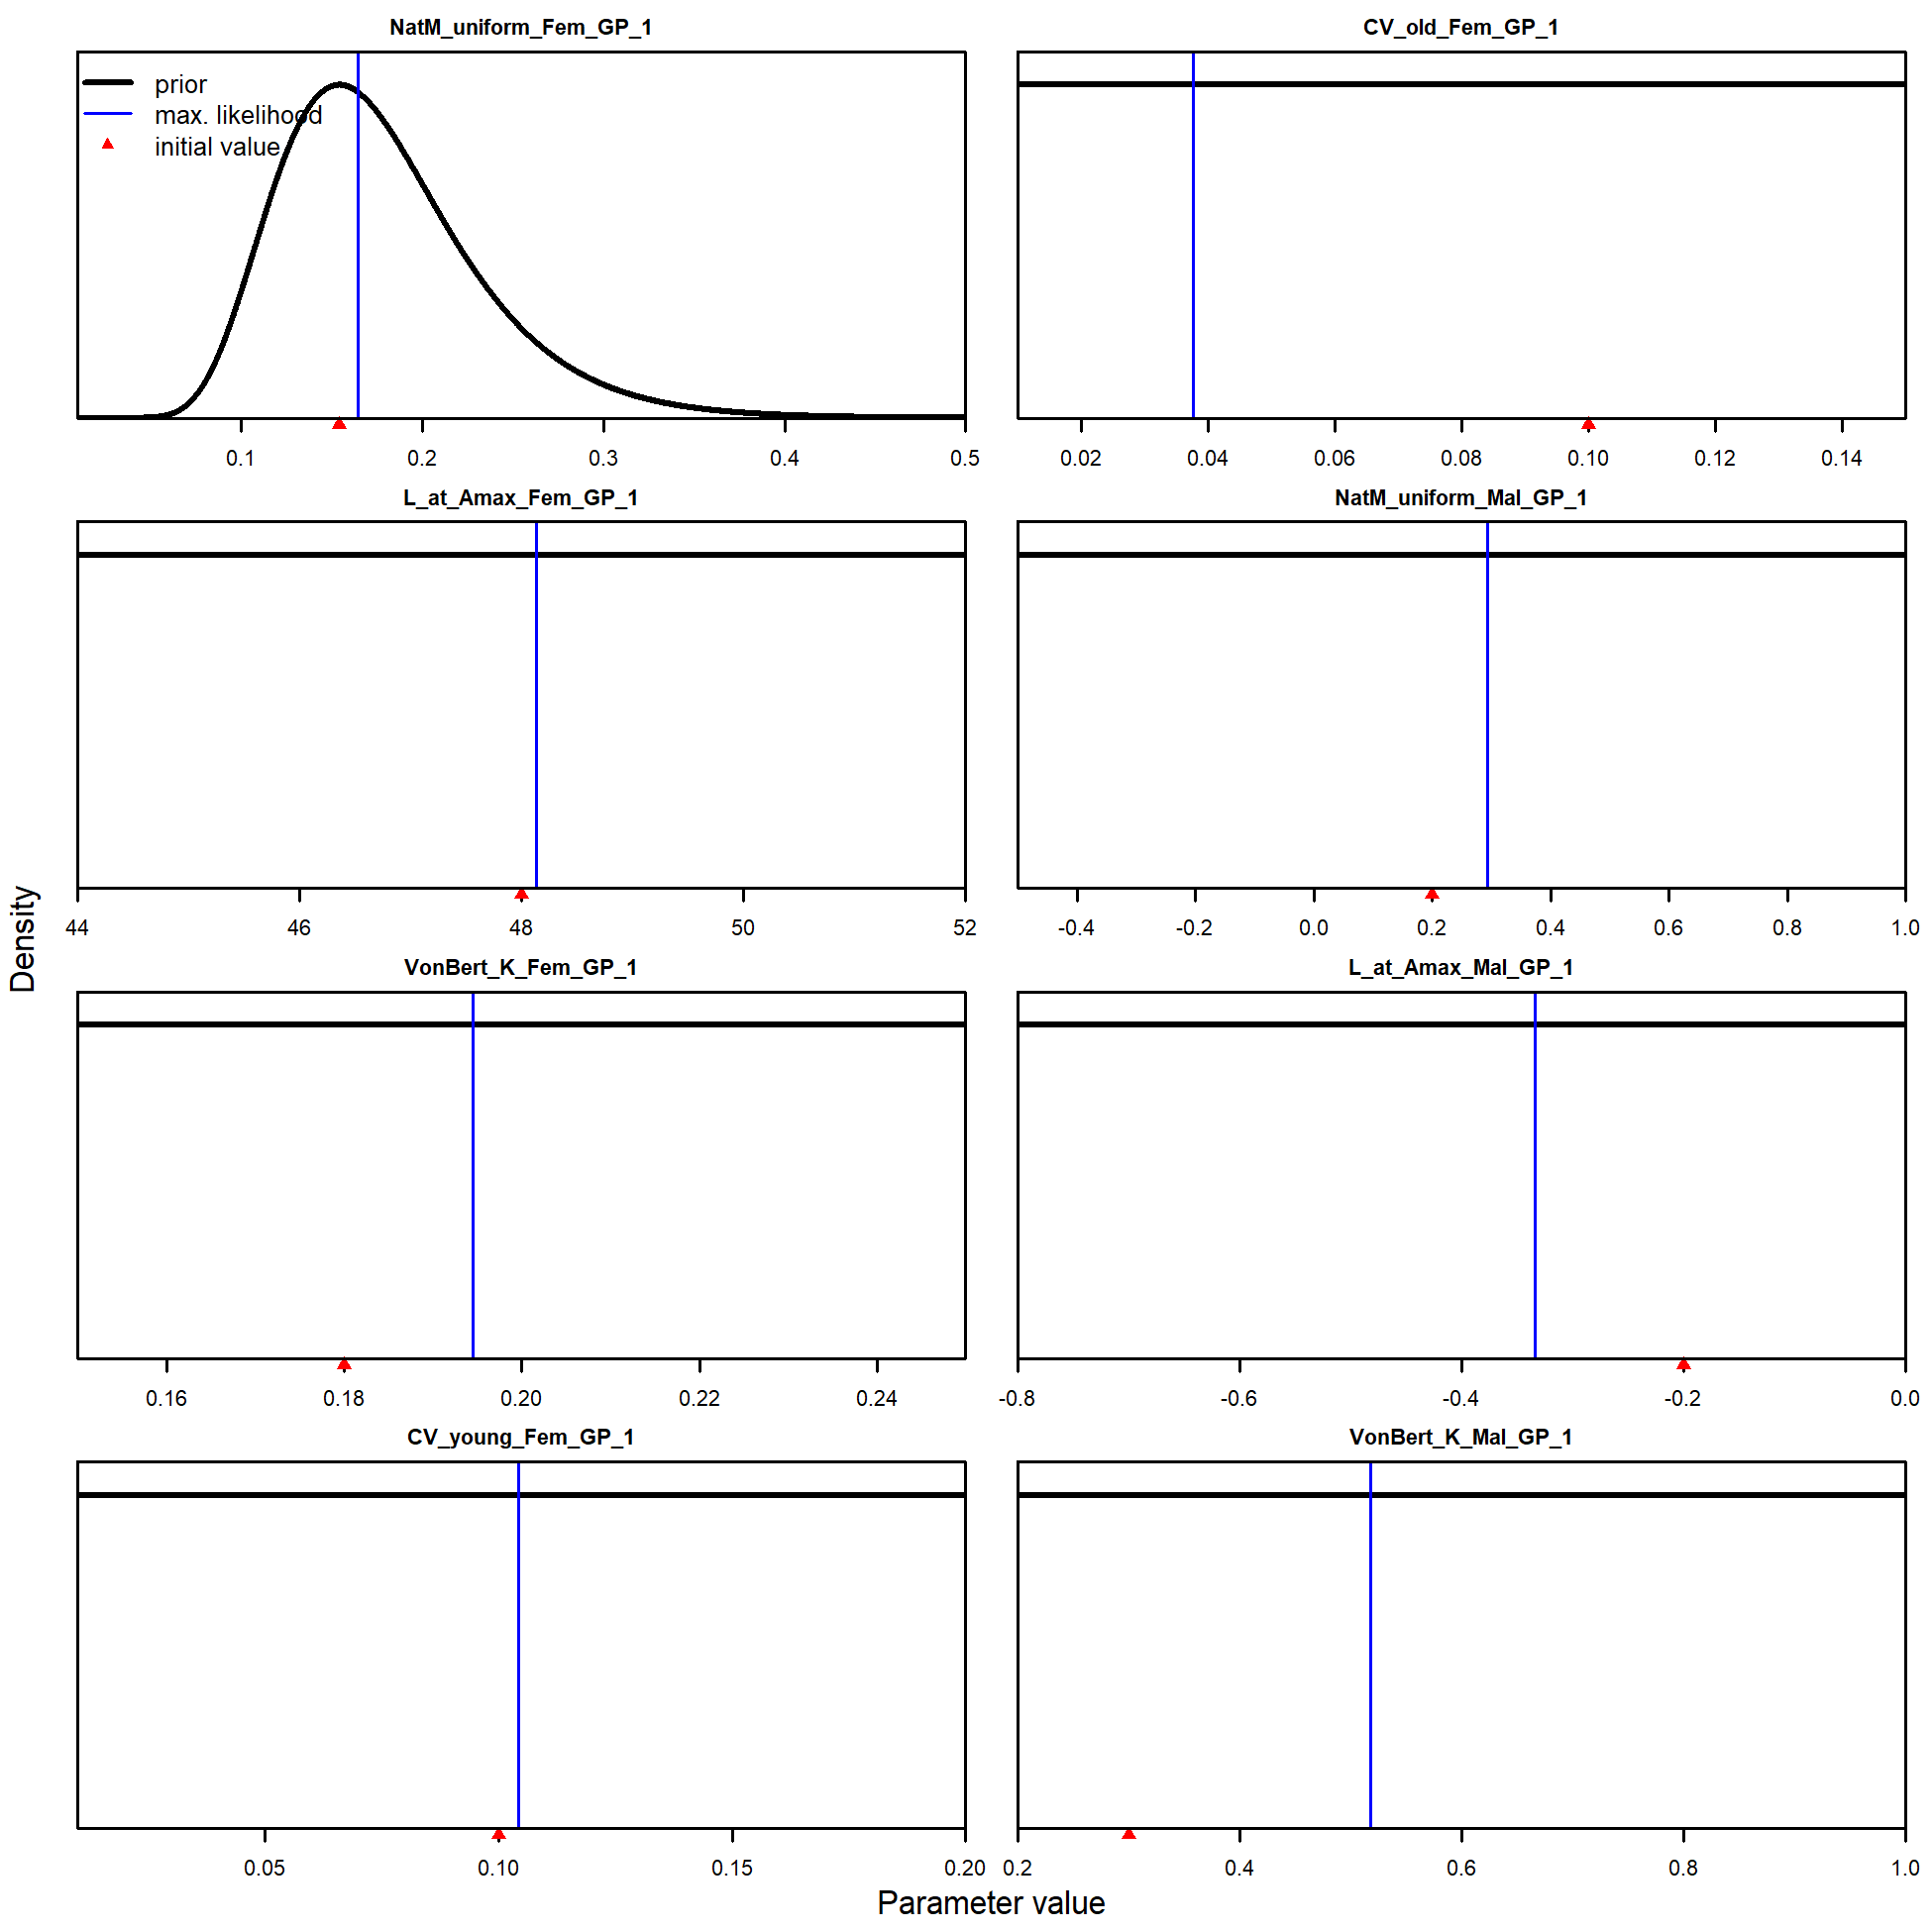 NatM_uniform_Fem_GP_1
prior
max. likelihood
initial value
0.1 0.2 0.3 0.4 0.5
CV_old_Fem_GP_1
0.02 0.04 0.06 0.08 0.10 0.12 0.14
L_at_Amax_Fem_GP_1
44 46 48 50 52
NatM_uniform_Mal_GP_1
-0.4 -0.2 0.0 0.2 0.4 0.6 0.8 1.0
VonBert_K_Fem_GP_1
0.16 0.18 0.20 0.22 0.24
L_at_Amax_Mal_GP_1
-0.8 -0.6 -0.4 -0.2 0.0
CV_young_Fem_GP_1
0.05 0.10 0.15 0.20
VonBert_K_Mal_GP_1
0.2 0.4 0.6 0.8 1.0
Density
Parameter value